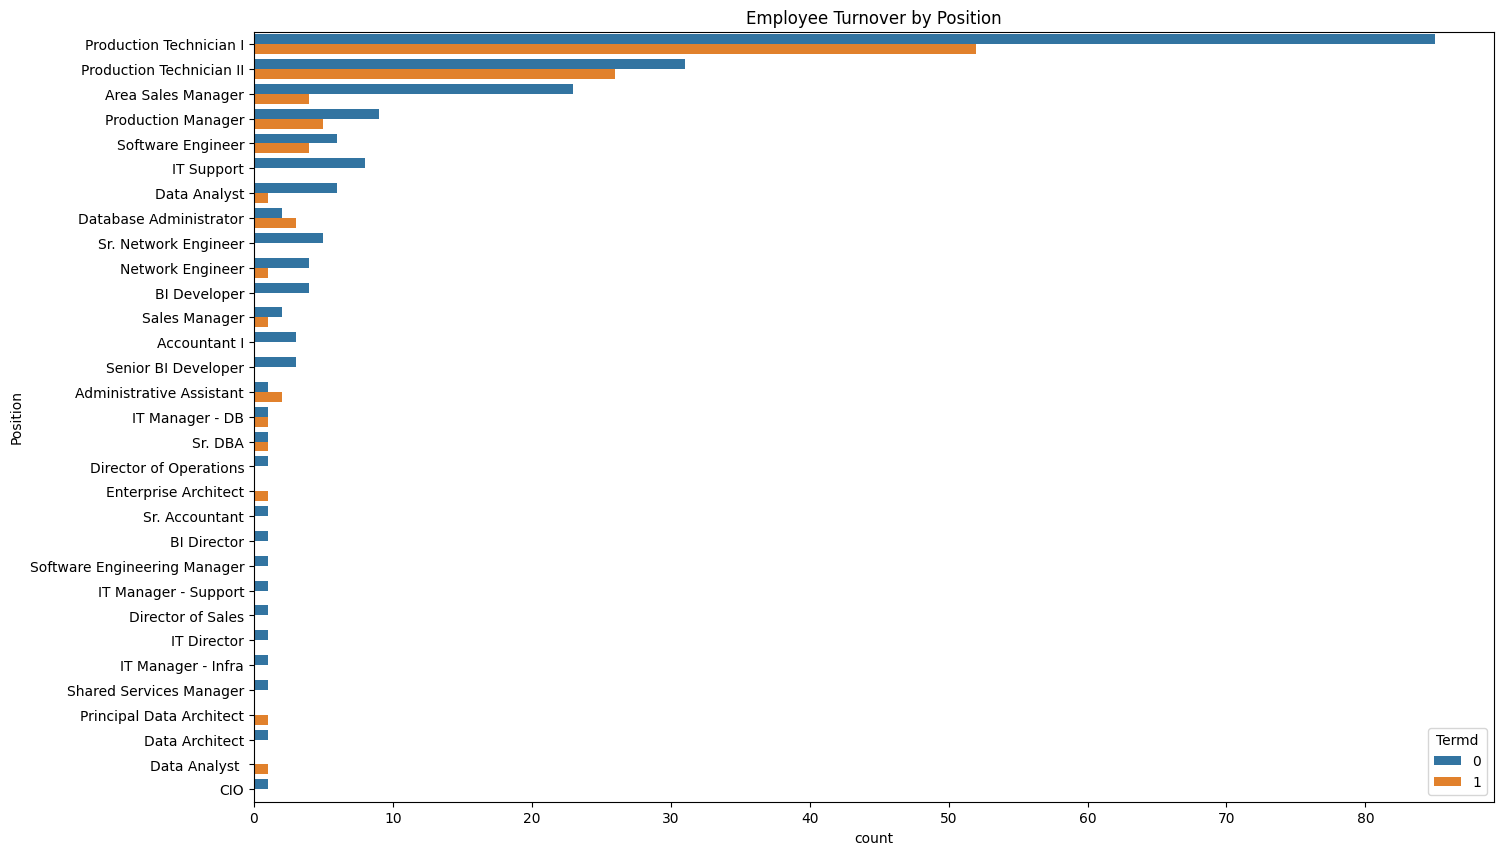 Employee Turnover by Position
Production Technician I
Production Technician II
Area Sales Manager
Production Manager
Software Engineer
IT Support
Data Analyst
Database Administrator
Sr. Network Engineer
Network Engineer
BI Developer
Sales Manager
Accountant I
Senior BI Developer
Administrative Assistant
IT Manager - DB
Sr. DBA
Director of Operations
Enterprise Architect
Sr. Accountant
BI Director
Software Engineering Manager
IT Manager - Support
Director of Sales
IT Director
IT Manager - Infra
Shared Services Manager
Principal Data Architect
Data Architect
Data Analyst
CIO
Position
0 10 20 30 40 50 60 70 80
count
Termd
0
1